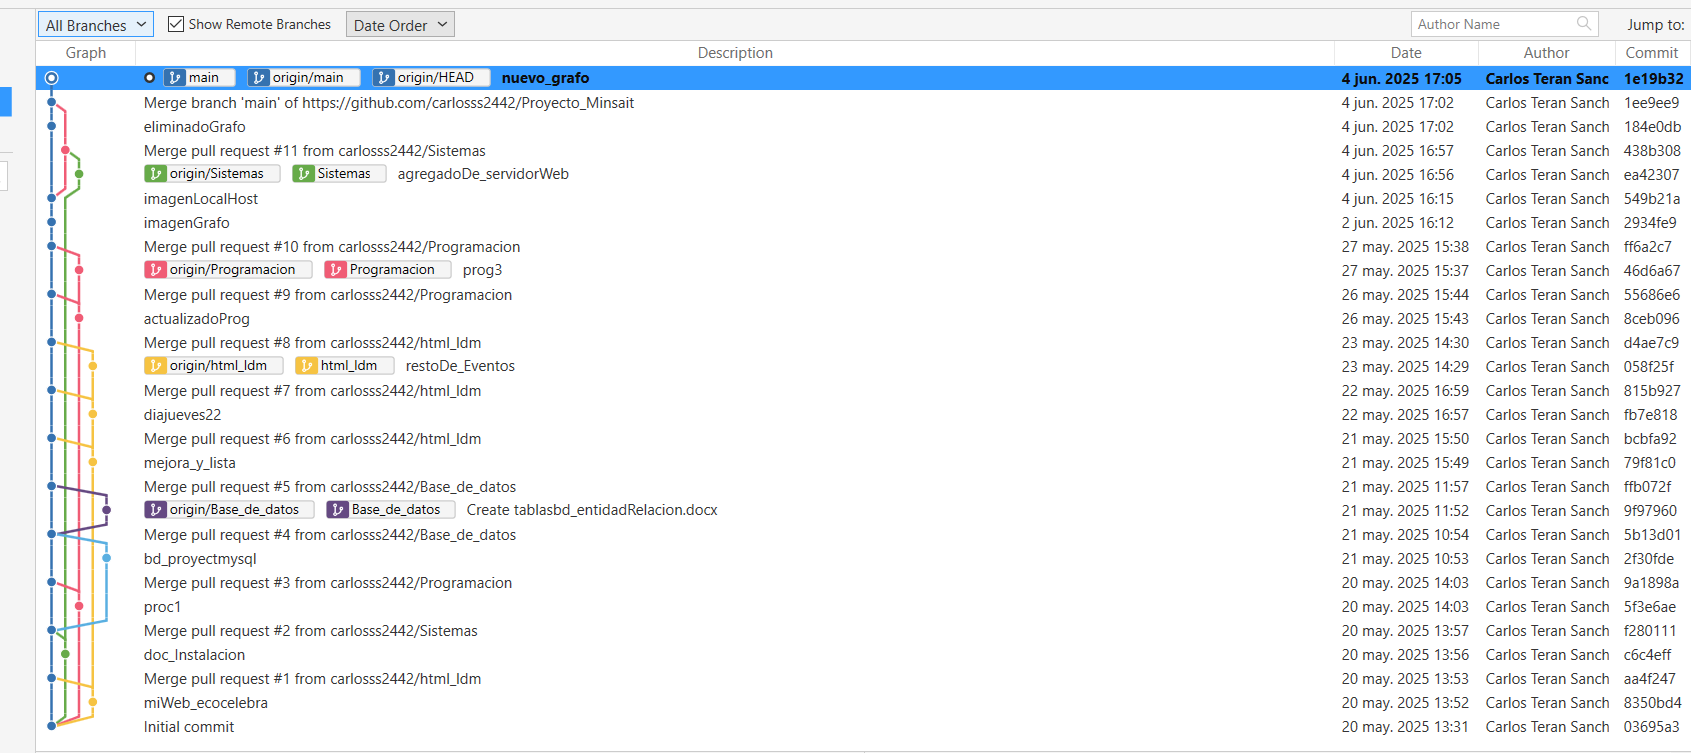 All Branches Show Remote Branches Date Order Author Name Jump to:
Graph Description Date Author Commit
main origin/main origin/HEAD nuevo_grafo 4 jun. 2025 17:05 Carlos Teran Sanc 1e19b32
Merge branch 'main' of https://github.com/carlosss2442/Proyecto_Minsait 4 jun. 2025 17:02 Carlos Teran Sanch 1ee9ee9
eliminadoGrafo 4 jun. 2025 17:02 Carlos Teran Sanch 184e0db
Merge pull request #11 from carlosss2442/Sistemas 4 jun. 2025 16:57 Carlos Teran Sanch 438b308
origin/Sistemas Sistemas agregadoDe_servidorWeb 4 jun. 2025 16:56 Carlos Teran Sanch ea42307
imagenLocalHost 4 jun. 2025 16:15 Carlos Teran Sanch 549b21a
imagenGrafo 2 jun. 2025 16:12 Carlos Teran Sanch 2934fe9
Merge pull request #10 from carlosss2442/Programacion 27 may. 2025 15:38 Carlos Teran Sanch ff6a2c7
origin/Programacion Programacion prog3 27 may. 2025 15:37 Carlos Teran Sanch 46d6a67
Merge pull request #9 from carlosss2442/Programacion 26 may. 2025 15:44 Carlos Teran Sanch 55686e6
actualizadoProg 26 may. 2025 15:43 Carlos Teran Sanch 8ceb096
Merge pull request #8 from carlosss2442/html_ldm 23 may. 2025 14:30 Carlos Teran Sanch d4ae7c9
origin/html_ldm html_ldm restoDe_Eventos 23 may. 2025 14:29 Carlos Teran Sanch 058f25f
Merge pull request #7 from carlosss2442/html_ldm 22 may. 2025 16:59 Carlos Teran Sanch 815b927
diajueves22 22 may. 2025 16:57 Carlos Teran Sanch fb7e818
Merge pull request #6 from carlosss2442/html_ldm 21 may. 2025 15:50 Carlos Teran Sanch bcbfa92
mejora_y_lista 21 may. 2025 15:49 Carlos Teran Sanch 79f81c0
Merge pull request #5 from carlosss2442/Base_de_datos 21 may. 2025 11:57 Carlos Teran Sanch ffb072f
origin/Base_de_datos Base_de_datos Create tablasbd_entidadRelacion.docx 21 may. 2025 11:52 Carlos Teran Sanch 9f97960
Merge pull request #4 from carlosss2442/Base_de_datos 21 may. 2025 10:54 Carlos Teran Sanch 5b13d01
bd_proyectmysql 21 may. 2025 10:53 Carlos Teran Sanch 2f30fde
Merge pull request #3 from carlosss2442/Programacion 20 may. 2025 14:03 Carlos Teran Sanch 9a1898a
proc1 20 may. 2025 14:03 Carlos Teran Sanch 5f3e6ae
Merge pull request #2 from carlosss2442/Sistemas 20 may. 2025 13:57 Carlos Teran Sanch f280111
doc_Instalacion 20 may. 2025 13:56 Carlos Teran Sanch c6c4eff
Merge pull request #1 from carlosss2442/html_ldm 20 may. 2025 13:53 Carlos Teran Sanch aa4f247
miWeb_ecocelebra 20 may. 2025 13:52 Carlos Teran Sanch 8350bd4
Initial commit 20 may. 2025 13:31 Carlos Teran Sanch 03695a3